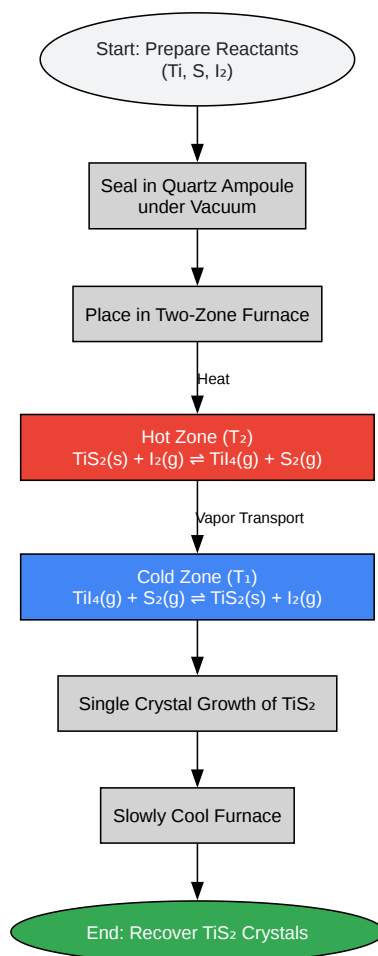 Start: Prepare Reactants
(Ti, S, I₂)
Seal in Quartz Ampoule
under Vacuum
Place in Two-Zone Furnace
Heat
Hot Zone (T₂)
TiS₂(s) + I₂(g) ⇌ TiI₄(g) + S₂(g)
Vapor Transport
Cold Zone (T₁)
TiI₄(g) + S₂(g) ⇌ TiS₂(s) + I₂(g)
Single Crystal Growth of TiS₂
Slowly Cool Furnace
End: Recover TiS₂ Crystals